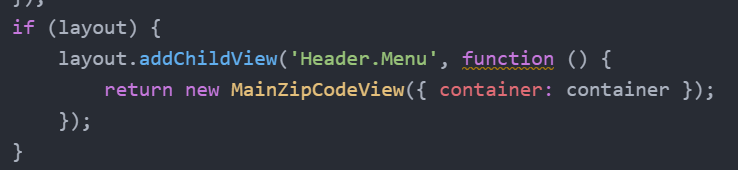 });
if (layout) {
    layout.addChildView('Header.Menu', function () {
        return new MainZipCodeView({ container: container });
    });
}